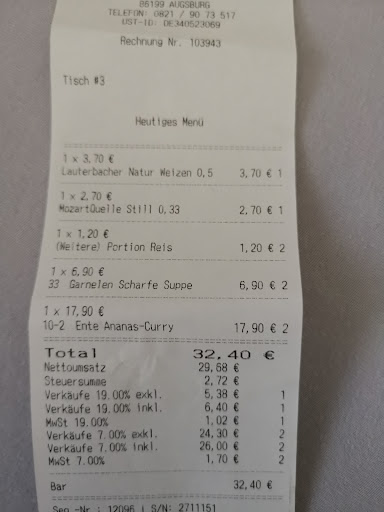 86199 AUGSBURG
TELEFON: 0821 / 90 73 517
UST-ID: DE340523069
Rechnung Nr. 103943
Tisch #3
Heutiges Menü
1 x 3,70 €
Lauterbacher Natur Weizen 0,5 3,70 € 1
1 x 2,70 €
MozartQuelle Still 0,33 2,70 € 1
1 x 1,20 €
(Weitere) Portion Reis 1,20 € 2
1 x 6,90 €
33 Garnelen Scharfe Suppe 6,90 € 2
1 x 17,90 €
10-2 Ente Ananas-Curry 17,90 € 2
Total 32,40 €
Nettoumsatz 29,68 €
Steuersumme 2,72 €
Verkäufe 19.00% exkl. 5,38 € 1
Verkäufe 19.00% inkl. 6,40 € 1
MwSt 19.00% 1,02 € 1
Verkäufe 7.00% exkl. 24,30 € 2
Verkäufe 7.00% inkl. 26,00 € 2
MwSt 7.00% 1,70 € 2
Bar 32,40 €
Seq.-Nr.: 12096 | S/N: 2711151